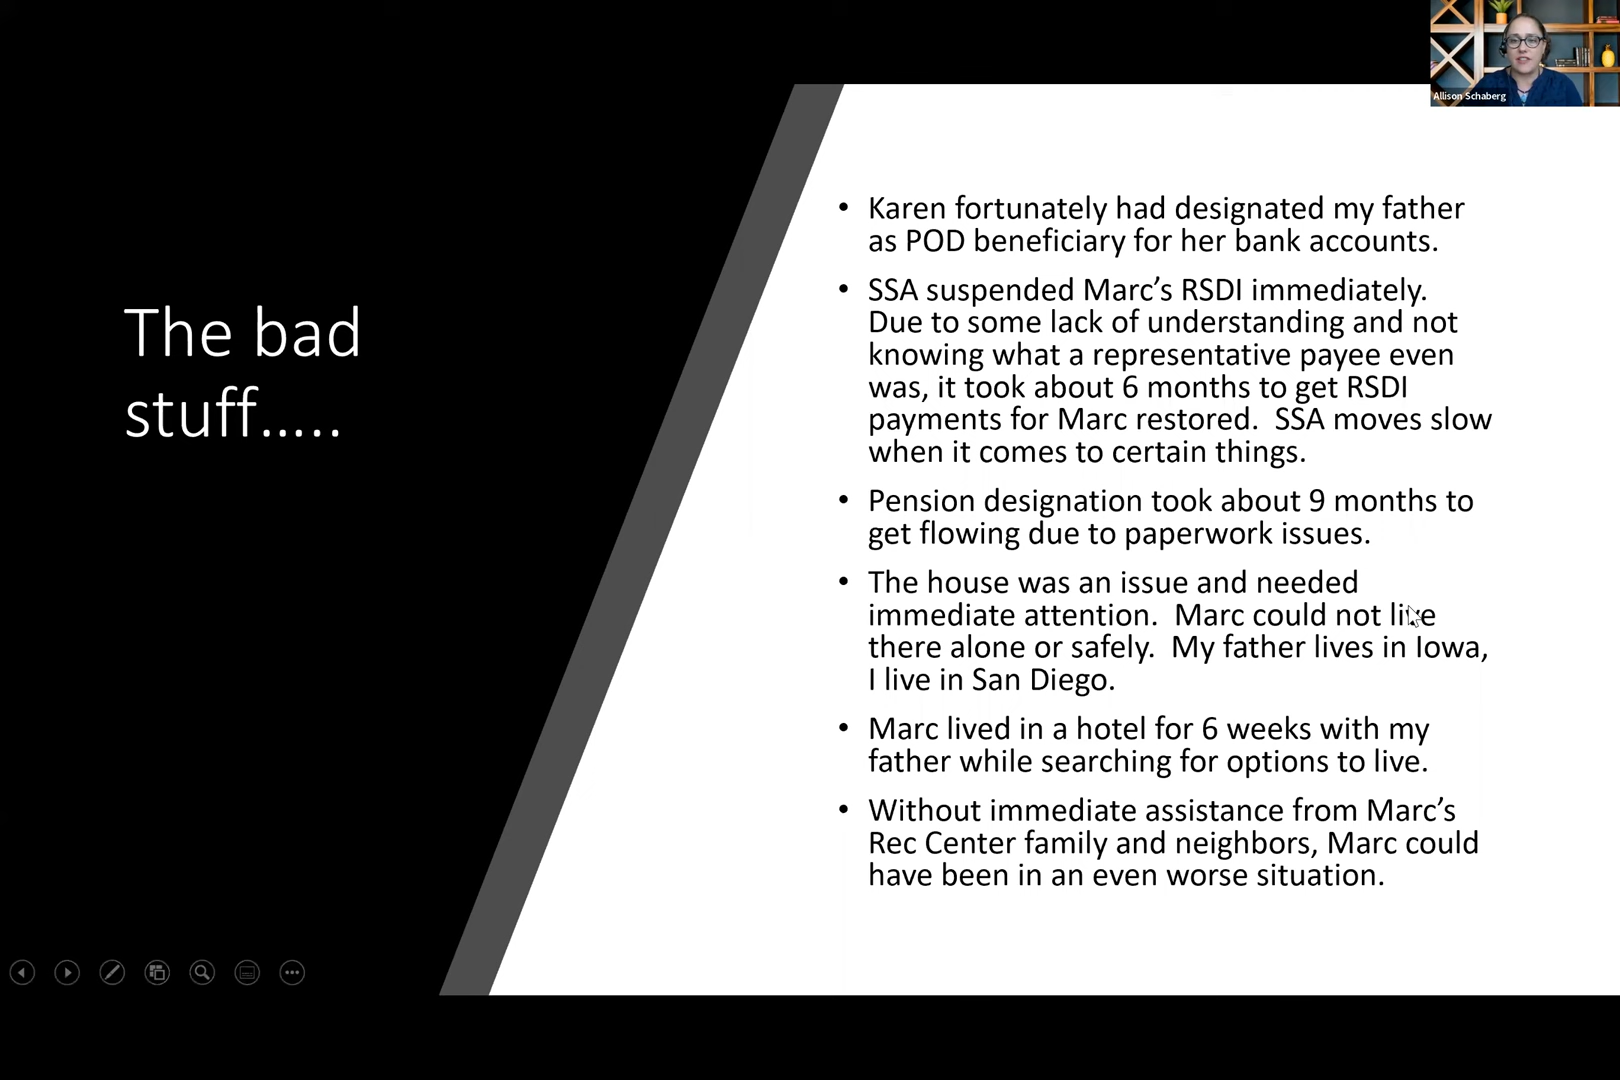 Allison Schaberg
The bad
stuff…..
• Karen fortunately had designated my father
as POD beneficiary for her bank accounts.
• SSA suspended Marc’s RSDI immediately.
Due to some lack of understanding and not
knowing what a representative payee even
was, it took about 6 months to get RSDI
payments for Marc restored.  SSA moves slow
when it comes to certain things.
• Pension designation took about 9 months to
get flowing due to paperwork issues.
• The house was an issue and needed
immediate attention.  Marc could not live
there alone or safely.  My father lives in Iowa,
I live in San Diego.
• Marc lived in a hotel for 6 weeks with my
father while searching for options to live.
• Without immediate assistance from Marc’s
Rec Center family and neighbors, Marc could
have been in an even worse situation.